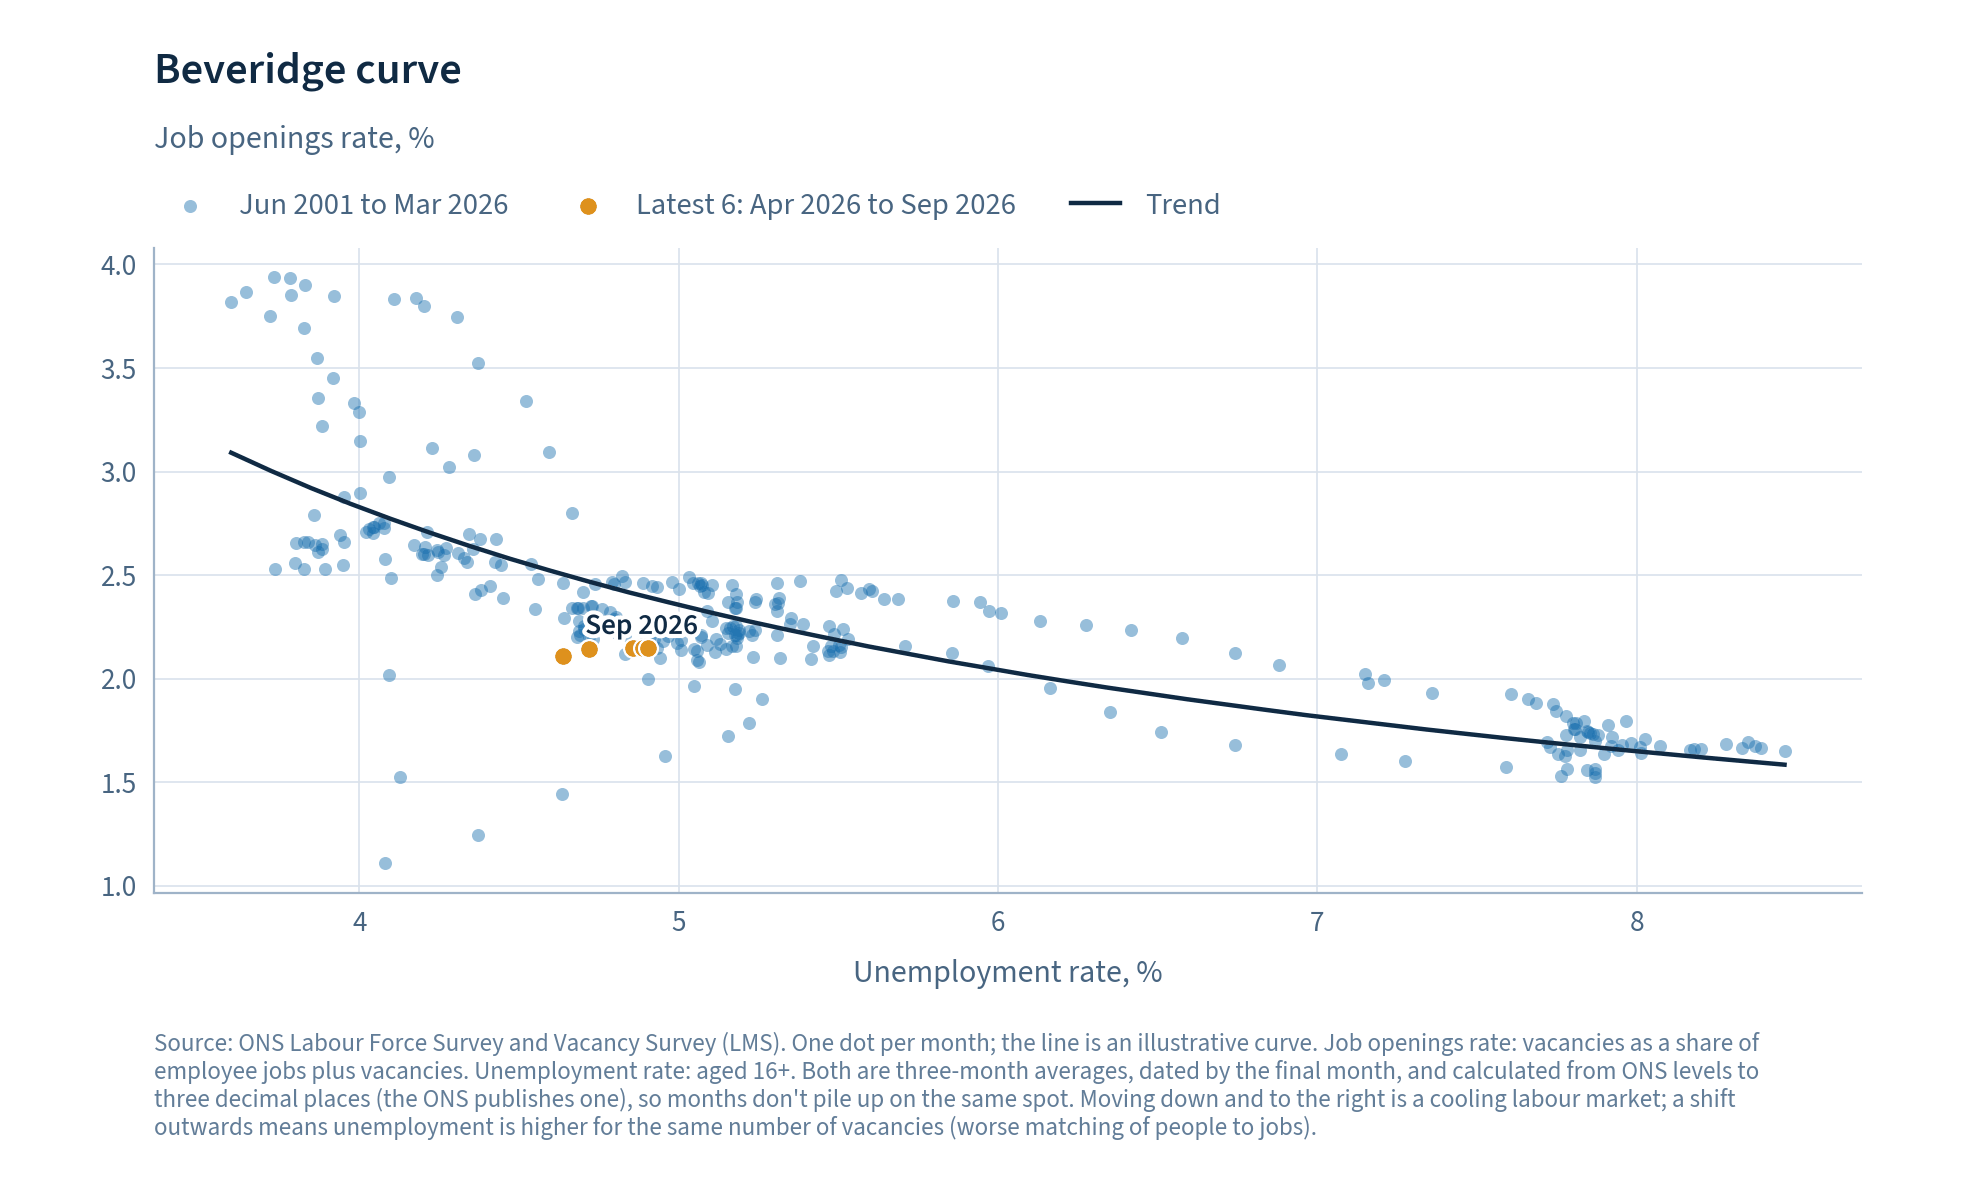 Beveridge curve
Job openings rate, %
Jun 2001 to Mar 2026
Latest 6: Apr 2026 to Sep 2026
Trend
4.0
3.5
3.0
2.5
2.0
1.5
1.0
Sep 2026
4 5 6 7 8
Unemployment rate, %
Source: ONS Labour Force Survey and Vacancy Survey (LMS). One dot per month; the line is an illustrative curve. Job openings rate: vacancies as a share of
employee jobs plus vacancies. Unemployment rate: aged 16+. Both are three-month averages, dated by the final month, and calculated from ONS levels to
three decimal places (the ONS publishes one), so months don't pile up on the same spot. Moving down and to the right is a cooling labour market; a shift
outwards means unemployment is higher for the same number of vacancies (worse matching of people to jobs).